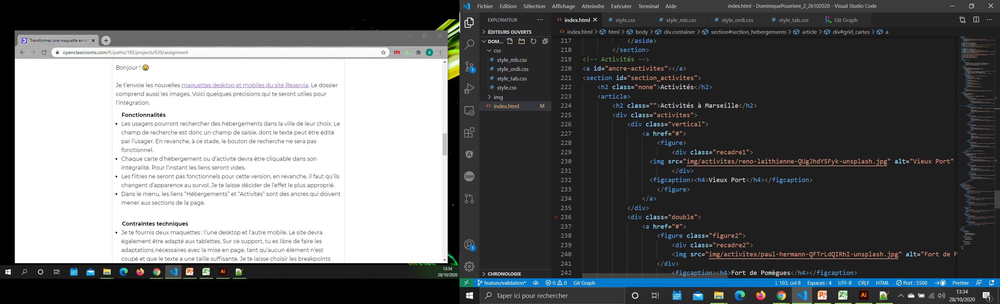 Transformez une maquette en sit
openclassrooms.com/fr/paths/185/projects/639/assignment
Bonjour ! 😀
Je t'envoie les nouvelles maquettes desktop et mobiles du site Reservia. Le dossier
comprend aussi les images. Voici quelques précisions qui te seront utiles pour
l'intégration.
Fonctionnalités
• Les usagers pourront rechercher des hébergements dans la ville de leur choix. Le
champ de recherche est donc un champ de saisie, dont le texte peut être édité
par l'usager. En revanche, à ce stade, le bouton de recherche ne sera pas
fonctionnel.
• Chaque carte d'hébergement ou d'activité devra être cliquable dans son
intégralité. Pour l'instant les liens seront vides.
• Les filtres ne seront pas fonctionnels pour cette version, en revanche, il faut qu'ils
changent d'apparence au survol. Je te laisse décider de l'effet le plus approprié.
• Dans le menu, les liens “Hébergements” et “Activités” sont des ancres qui doivent
mener aux sections de la page.
Contraintes techniques
• Je te fournis deux maquettes : l'une desktop et l'autre mobile. Le site devra
également être adapté aux tablettes. Sur ce support, tu es libre de faire les
adaptations nécessaires avec la mise en page, tant qu'aucun élément n'est
coupé et que le texte a une taille suffisante. Je te laisse choisir les breakpoints
13:34
28/10/2020
Fichier Edition Sélection Affichage Atteindre Exécuter Terminal Aide
index.html - DominiquePourriere_2_26102020 - Visual Studio Code
EXPLORATEUR
ÉDITEURS OUVERTS
DOM...
css
# style_mb.css
# style_ordi.css
# style_tab.css
# style.css
img
index.html M
CHRONOLOGIE
index.html # style.css # style_mb.css # style_ordi.css # style_tab.css Git Graph
index.html > html > body > div.container > section#section_hebergements > article > div#grid_cartes > a
217 </aside>
218 </section>
219 <!-- Activités -->
220 <a id="ancre-activites"></a>
221 <section id="section_activites">
222 <h2 class="none">Activités</h2>
223 <article>
224 <h2 class="">Activités à Marseille</h2>
225 <div class="activites">
226 <div class="vertical">
227 <a href="#">
228 <figure>
229 <div class="recadre1">
230 <img src="img/activites/reno-laithienne-QUgJhdY5Fyk-unsplash.jpg" alt="Vieux Port"
231 </div>
232 <figcaption><h4>Vieux Port</h4></figcaption>
233 </figure>
234 </a>
235 </div>
236 <div class="double">
237 <a href="#">
238 <figure class="figure2">
239 <div class="recadre2">
240 <img src="img/activites/paul-hermann-QFTrLdQIRhI-unsplash.jpg" alt="Fort de P
241 </div>
242 <figcaption><h4>Fort de Pomègues</h4></figcaption>
feature/validation* 0 0 Git Graph
L 103, col 8 Espaces : 4 UTF-8 CRLF HTML Port : 5500 Prettier
Taper ici pour rechercher
13:34
28/10/2020